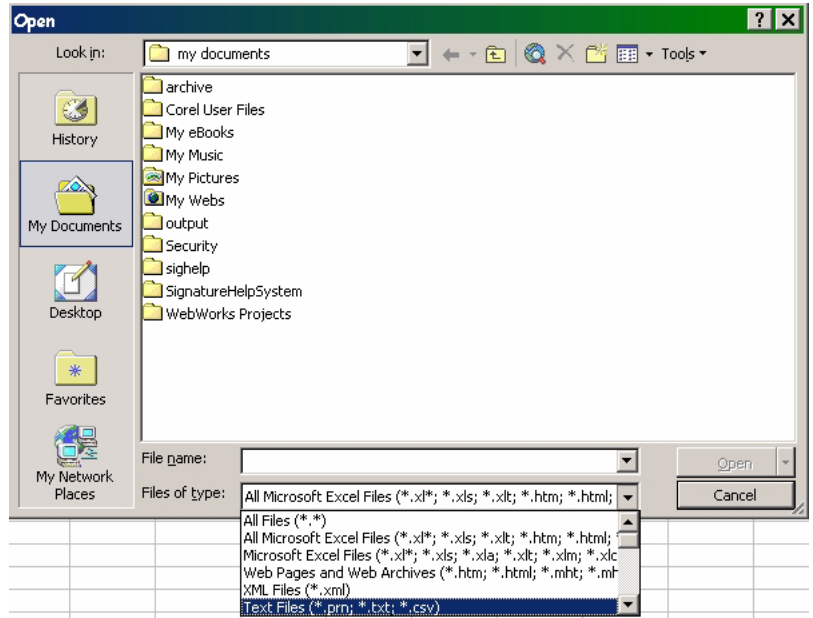 Open
Look in: my documents Tools
archive
Corel User Files
My eBooks
My Music
My Pictures
My Webs
output
Security
sighelp
SignatureHelpSystem
WebWorks Projects
History
My Documents
Desktop
Favorites
My Network
Places
File name: Open
Files of type: All Microsoft Excel Files (*.xl*; *.xls; *.xlt; *.htm; *.html; Cancel
All Files (*.*)
All Microsoft Excel Files (*.xl*; *.xls; *.xlt; *.htm; *.html;
Microsoft Excel Files (*.xl*; *.xls; *.xla; *.xlt; *.xlm; *.xlc
Web Pages and Web Archives (*.htm; *.html; *.mht; *.mh
XML Files (*.xml)
Text Files (*.prn; *.txt; *.csv)